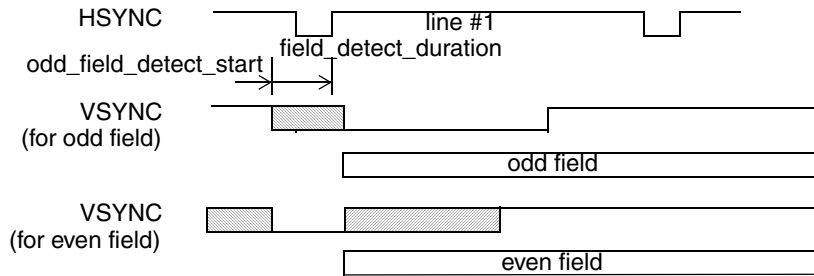 HSYNC
line #1
field_detect_duration
odd_field_detect_start
VSYNC
(for odd field)
odd field
VSYNC
(for even field)
even field